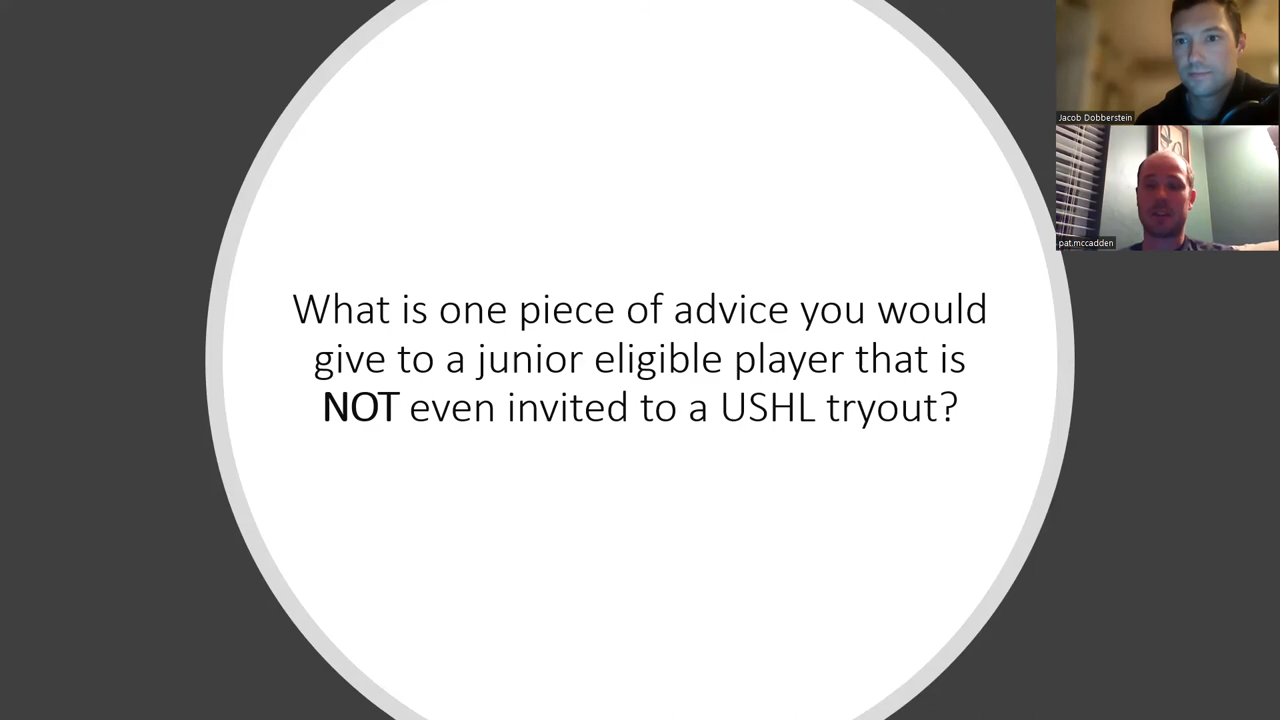 Jacob Dobberstein
pat.mccadden
What is one piece of advice you would
give to a junior eligible player that is
NOT even invited to a USHL tryout?